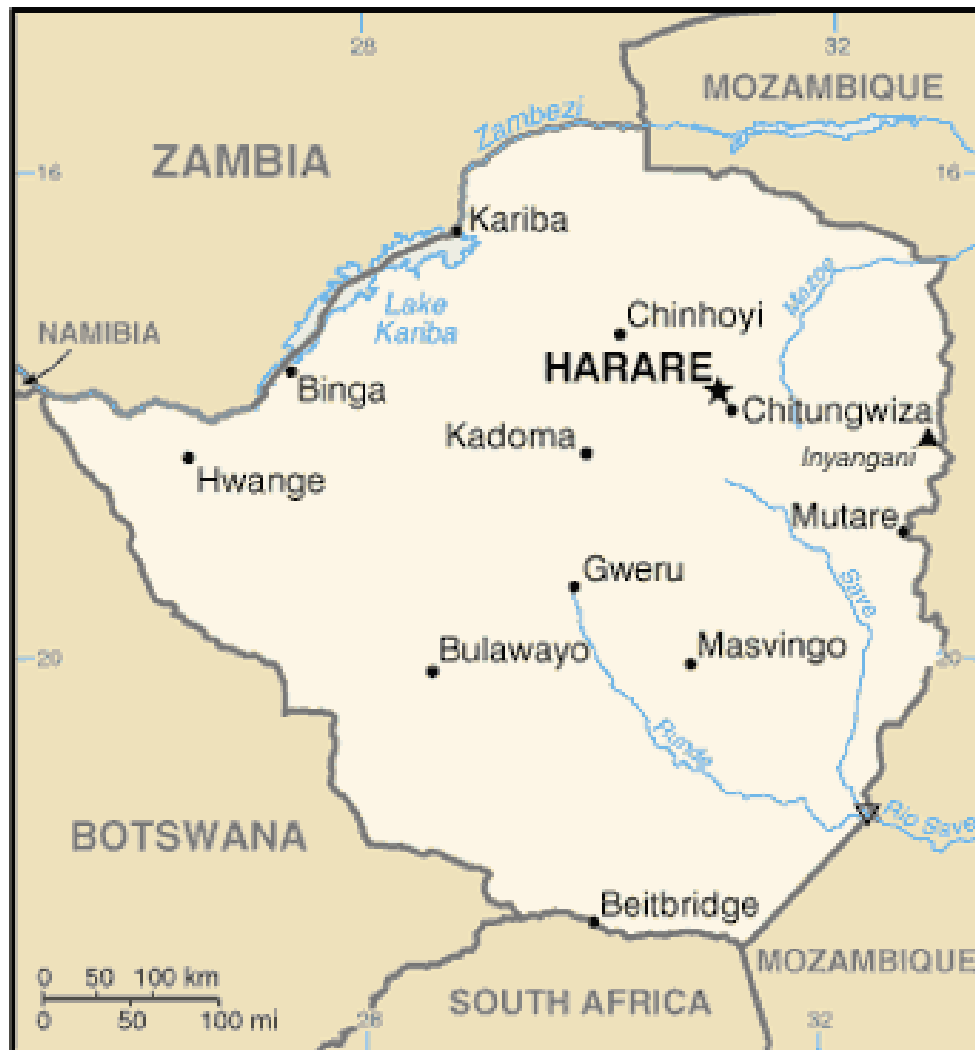 28
32
MOZAMBIQUE
Zambezi
ZAMBIA
16
16
Kariba
Mazoe
Lake
Kariba
Chinhoyi
NAMIBIA
HARARE
Binga
Chitungwiza
Kadoma
Inyangani
Hwange
Mutare
Gweru
Save
Bulawayo
Masvingo
20
20
Runde
Rio Save
BOTSWANA
Beitbridge
MOZAMBIQUE
0 50 100 km
0 50 100 mi
SOUTH AFRICA
28
32